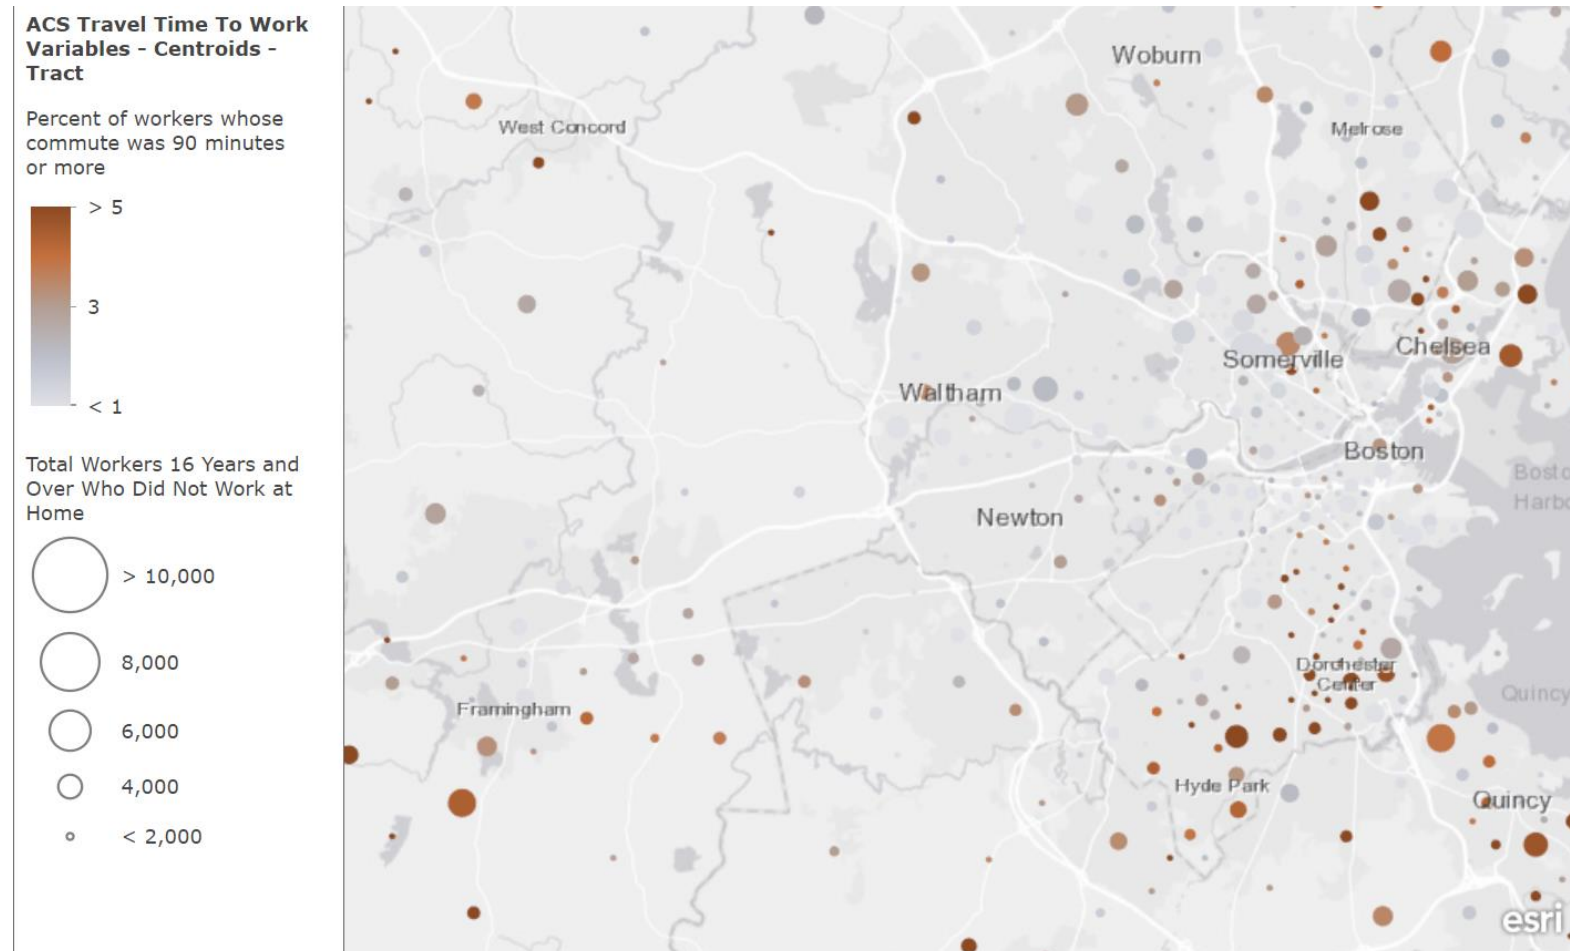 ACS Travel Time To Work
Variables - Centroids -
Tract
Percent of workers whose
commute was 90 minutes
or more
> 5
3
< 1
Total Workers 16 Years and
Over Who Did Not Work at
Home
> 10,000
8,000
6,000
4,000
< 2,000
Woburn
West Concord
Melrose
Somerville
Chelsea
Waltham
Boston
Bosto
Harbo
Newton
Dorchester
Center
Quincy
Framingham
Hyde Park
Quincy
esri